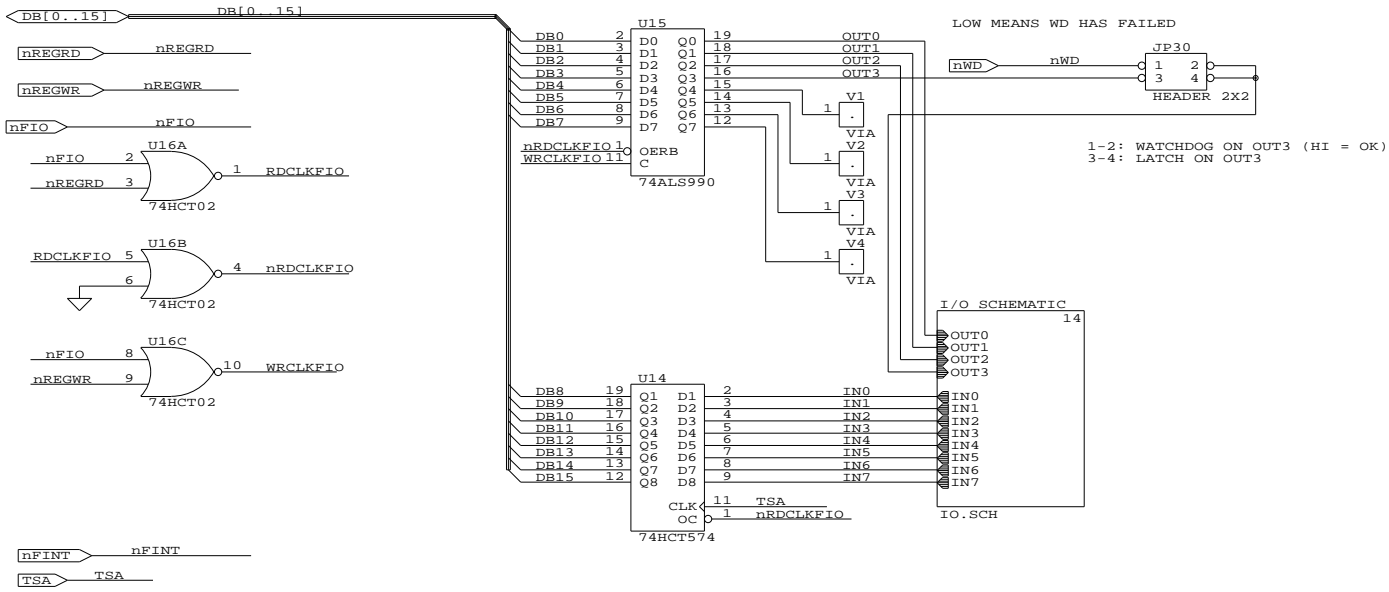 DB[0..15]
DB[0..15]
nREGRD
nREGRD
nREGWR
nREGWR
nFIO
nFIO
U16A
nFIO 2
nREGRD 3
1 RDCLKFIO
74HCT02
U16B
RDCLKFIO 5
6
4 nRDCLKFIO
74HCT02
U16C
nFIO 8
nREGWR 9
10 WRCLKFIO
74HCT02
nFINT
nFINT
TSA
TSA
U15
DB0 2 D0 Q0 19 OUT0
DB1 3 D1 Q1 18 OUT1
DB2 4 D2 Q2 17 OUT2
DB3 5 D3 Q3 16 OUT3
DB4 6 D4 Q4 15
DB5 7 D5 Q5 14
DB6 8 D6 Q6 13
DB7 9 D7 Q7 12
nRDCLKFIO 1 OERB
WRCLKFIO 11 C
74ALS990
V1
1
VIA
V2
1
VIA
V3
1
VIA
V4
1
VIA
LOW MEANS WD HAS FAILED
JP30
nWD
nWD
1 2
3 4
HEADER 2X2
1-2: WATCHDOG ON OUT3 (HI = OK)
3-4: LATCH ON OUT3
U14
DB8 19 Q1 D1 2 IN0
DB9 18 Q2 D2 3 IN1
DB10 17 Q3 D3 4 IN2
DB11 16 Q4 D4 5 IN3
DB12 15 Q5 D5 6 IN4
DB13 14 Q6 D6 7 IN5
DB14 13 Q7 D7 8 IN6
DB15 12 Q8 D8 9 IN7
CLK 11 TSA
OC 1 nRDCLKFIO
74HCT574
I/O SCHEMATIC
14
OUT0
OUT1
OUT2
OUT3
IN0
IN1
IN2
IN3
IN4
IN5
IN6
IN7
IO.SCH